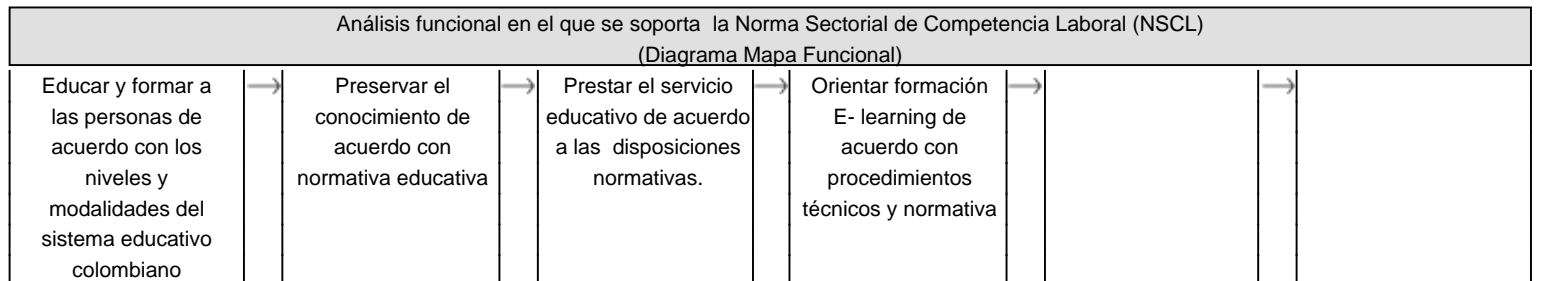 Análisis funcional en el que se soporta la Norma Sectorial de Competencia Laboral (NSCL)
(Diagrama Mapa Funcional)
Educar y formar a
las personas de
acuerdo con los
niveles y
modalidades del
sistema educativo
colombiano
Preservar el
conocimiento de
acuerdo con
normativa educativa
Prestar el servicio
educativo de acuerdo
a las disposiciones
normativas.
Orientar formación
E- learning de
acuerdo con
procedimientos
técnicos y normativa